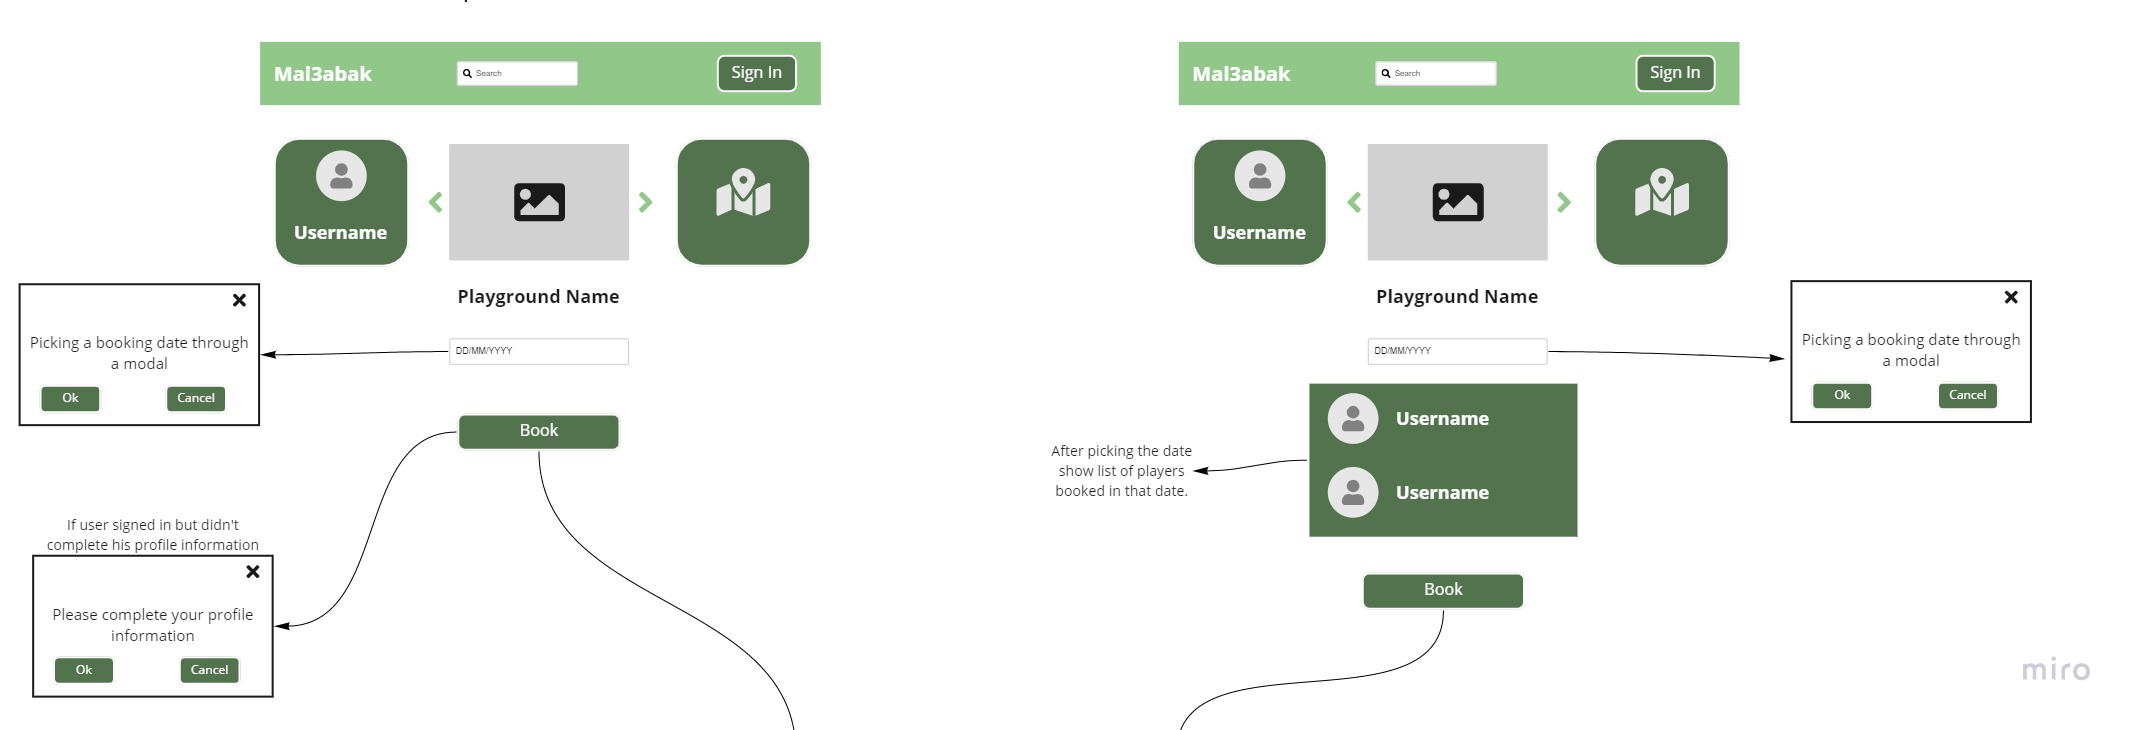 Mal3abak
Search
Sign In
Username
Playground Name
DD/MM/YYYY
Picking a booking date through
a modal
Ok
Cancel
Book
If user signed in but didn't
complete his profile information
Please complete your profile
information
Ok
Cancel
Mal3abak
Search
Sign In
Username
Playground Name
DD/MM/YYYY
Picking a booking date through
a modal
Ok
Cancel
Username
Username
After picking the date
show list of players
booked in that date.
Book
miro